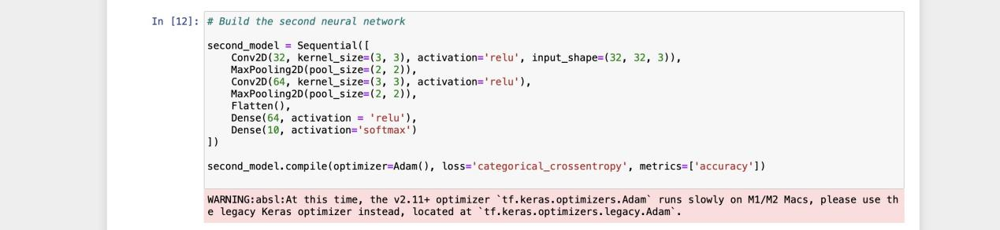 In [12]: # Build the second neural network
second_model = Sequential([
    Conv2D(32, kernel_size=(3, 3), activation='relu', input_shape=(32, 32, 3)),
    MaxPooling2D(pool_size=(2, 2)),
    Conv2D(64, kernel_size=(3, 3), activation='relu'),
    MaxPooling2D(pool_size=(2, 2)),
    Flatten(),
    Dense(64, activation = 'relu'),
    Dense(10, activation='softmax')
])
second_model.compile(optimizer=Adam(), loss='categorical_crossentropy', metrics=['accuracy'])
WARNING:absl:At this time, the v2.11+ optimizer `tf.keras.optimizers.Adam` runs slowly on M1/M2 Macs, please use th
e legacy Keras optimizer instead, located at `tf.keras.optimizers.legacy.Adam`.